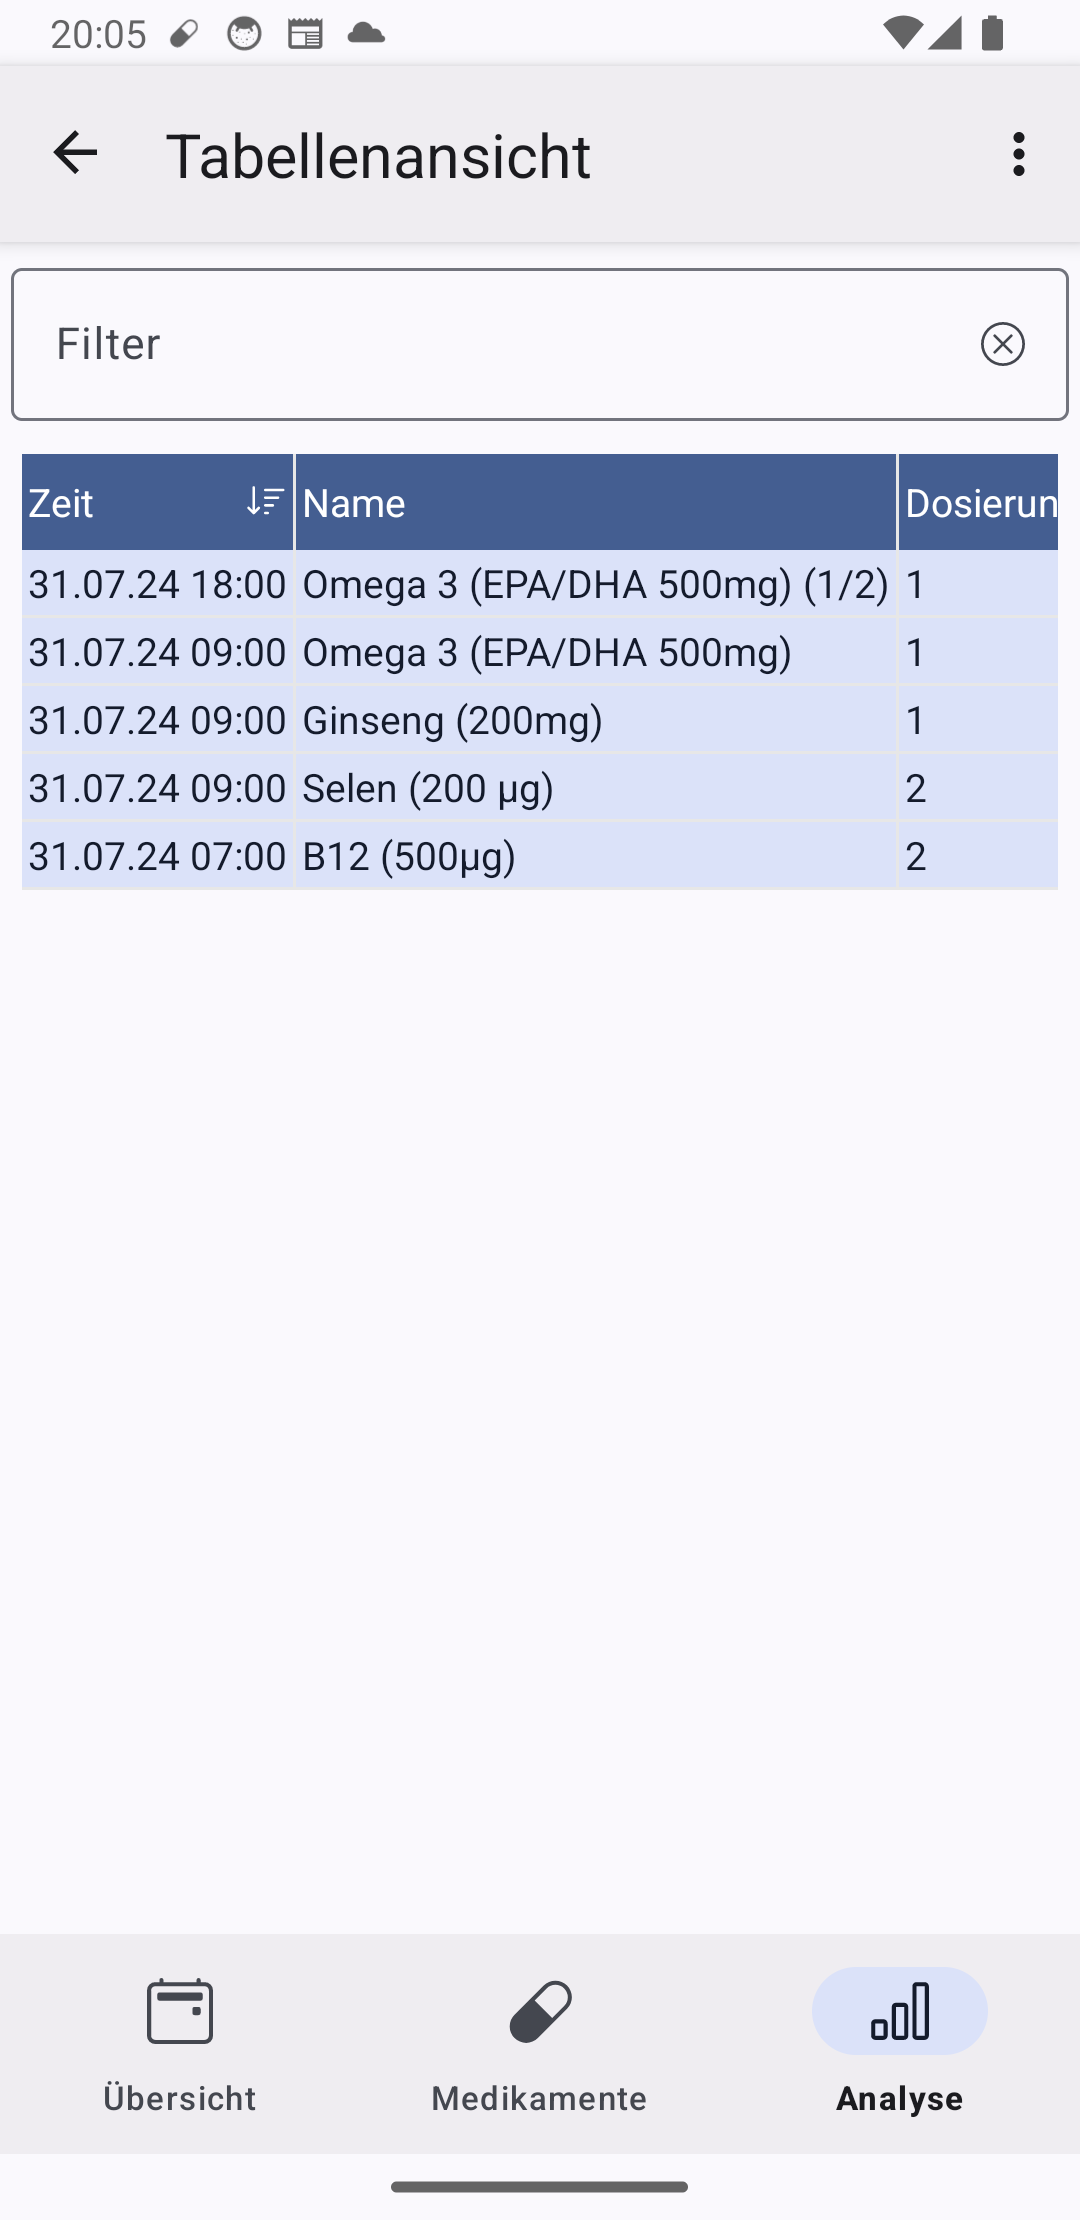 20:05
Tabellenansicht
Filter
Zeit Name Dosierun
31.07.24 18:00 Omega 3 (EPA/DHA 500mg) (1/2) 1
31.07.24 09:00 Omega 3 (EPA/DHA 500mg) 1
31.07.24 09:00 Ginseng (200mg) 1
31.07.24 09:00 Selen (200 µg) 2
31.07.24 07:00 B12 (500µg) 2
Übersicht Medikamente Analyse